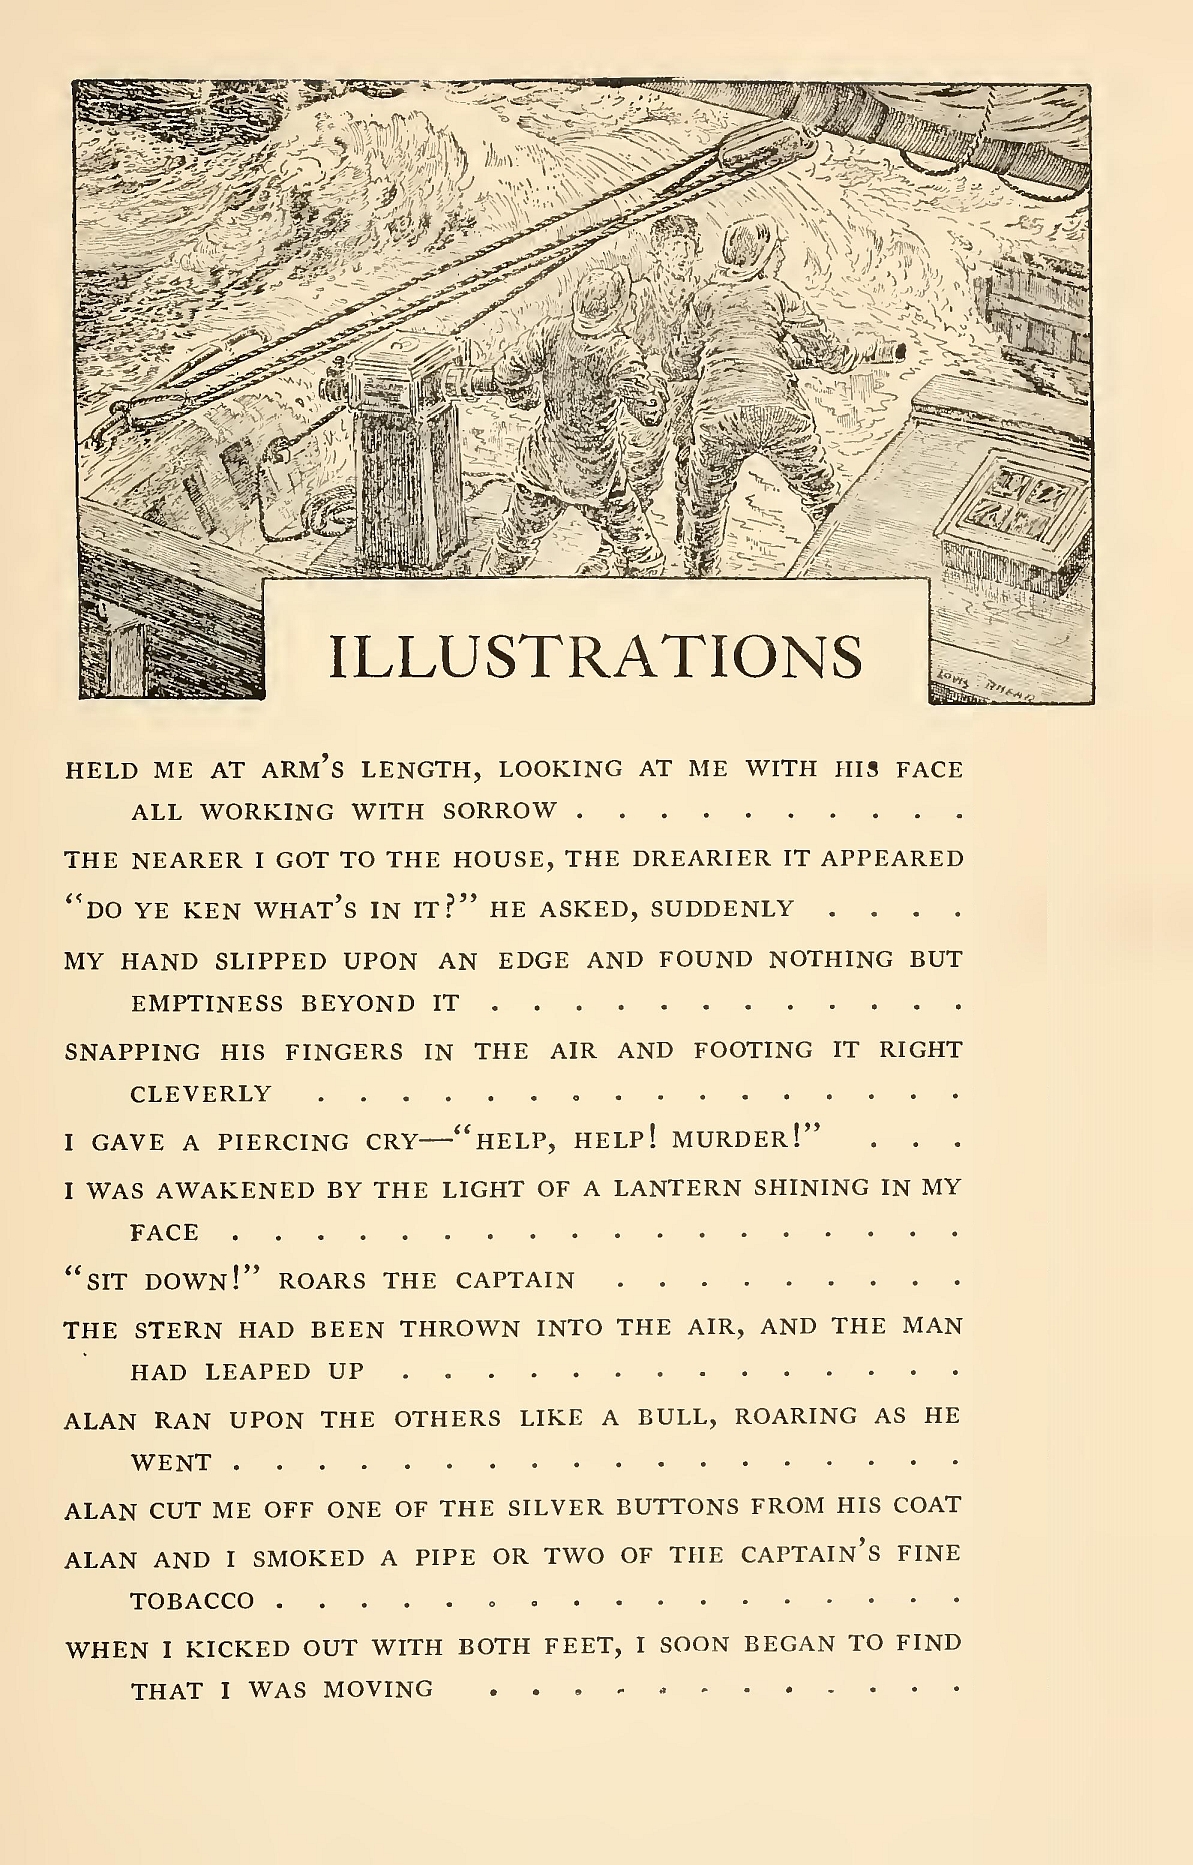 LOUIS RHEAD
ILLUSTRATIONS
HELD ME AT ARM'S LENGTH, LOOKING AT ME WITH HIS FACE
ALL WORKING WITH SORROW . . . . . . . . . .
THE NEARER I GOT TO THE HOUSE, THE DREARIER IT APPEARED
"DO YE KEN WHAT'S IN IT?" HE ASKED, SUDDENLY . . . .
MY HAND SLIPPED UPON AN EDGE AND FOUND NOTHING BUT
EMPTINESS BEYOND IT . . . . . . . . . . . .
SNAPPING HIS FINGERS IN THE AIR AND FOOTING IT RIGHT
CLEVERLY . . . . . . . . . . . . . . . .
I GAVE A PIERCING CRY—"HELP, HELP! MURDER!" . . .
I WAS AWAKENED BY THE LIGHT OF A LANTERN SHINING IN MY
FACE . . . . . . . . . . . . . . . . . .
"SIT DOWN!" ROARS THE CAPTAIN . . . . . . . . .
THE STERN HAD BEEN THROWN INTO THE AIR, AND THE MAN
HAD LEAPED UP . . . . . . . . . . . . . .
ALAN RAN UPON THE OTHERS LIKE A BULL, ROARING AS HE
WENT . . . . . . . . . . . . . . . . . .
ALAN CUT ME OFF ONE OF THE SILVER BUTTONS FROM HIS COAT
ALAN AND I SMOKED A PIPE OR TWO OF THE CAPTAIN'S FINE
TOBACCO . . . . . . . . . . . . . . . . .
WHEN I KICKED OUT WITH BOTH FEET, I SOON BEGAN TO FIND
THAT I WAS MOVING . . . . . . . . . . . .